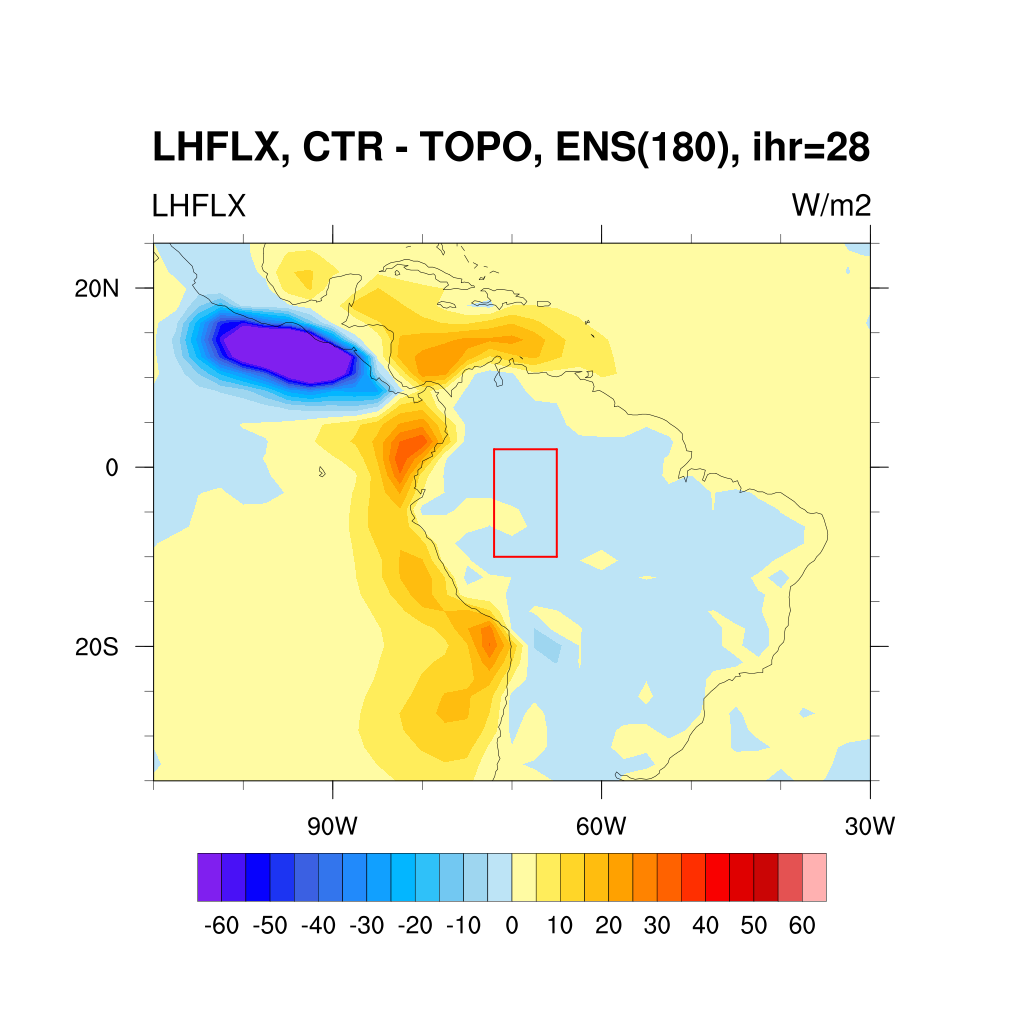 LHFLX, CTR - TOPO, ENS(180), ihr=28
LHFLX W/m2
20N
0
20S
90W 60W 30W
-60 -50 -40 -30 -20 -10 0 10 20 30 40 50 60